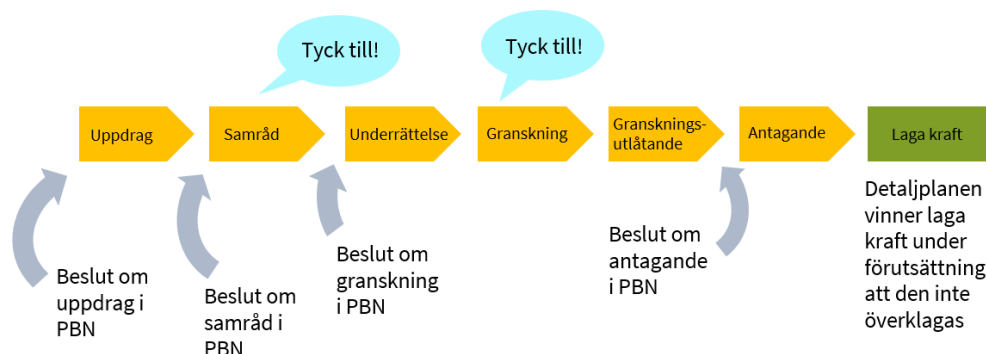 Tyck till!
Tyck till!
Uppdrag
Samråd
Underrättelse
Granskning
Gransknings-
utlåtande
Antagande
Laga kraft
Beslut om
uppdrag i
PBN
Beslut om
samråd i
PBN
Beslut om
granskning
i PBN
Beslut om
antagande
i PBN
Detaljplanen
vinner laga
kraft under
förutsättning
att den inte
överklagas